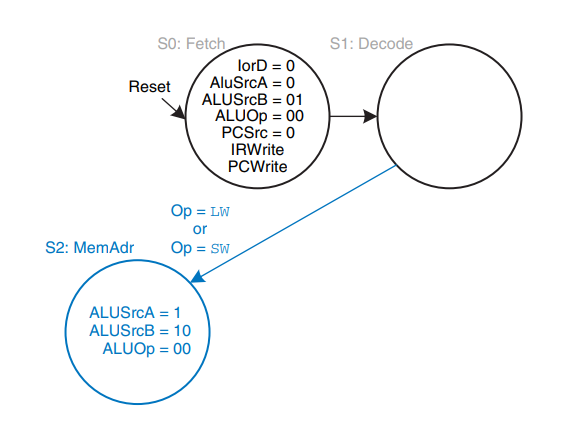 S0: Fetch
S1: Decode
Reset
IorD = 0
AluSrcA = 0
ALUSrcB = 01
ALUOp = 00
PCSrc = 0
IRWrite
PCWrite
Op = LW
or
Op = SW
S2: MemAdr
ALUSrcA = 1
ALUSrcB = 10
ALUOp = 00